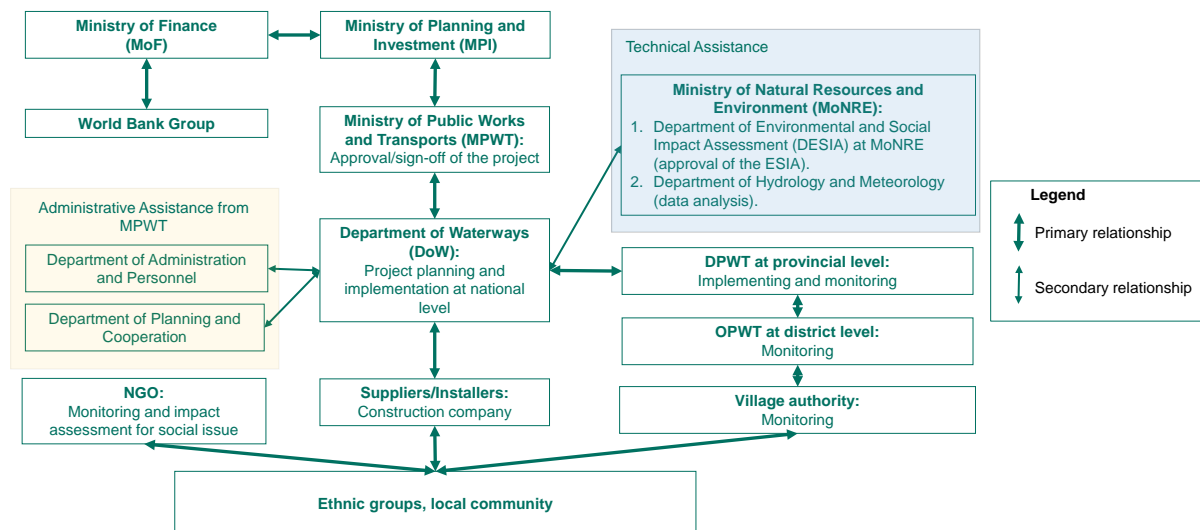 Ministry of Finance
(MoF)
Ministry of Planning and
Investment (MPI)
World Bank Group
Ministry of Public Works
and Transports (MPWT):
Approval/sign-off of the project
Technical Assistance
Ministry of Natural Resources and
Environment (MoNRE):
1. Department of Environmental and Social
Impact Assessment (DESIA) at MoNRE
(approval of the ESIA).
2. Department of Hydrology and Meteorology
(data analysis).
Legend
Primary relationship
Secondary relationship
Administrative Assistance from
MPWT
Department of Administration
and Personnel
Department of Planning and
Cooperation
Department of Waterways
(DoW):
Project planning and
implementation at national
level
DPWT at provincial level:
Implementing and monitoring
OPWT at district level:
Monitoring
NGO:
Monitoring and impact
assessment for social issue
Suppliers/Installers:
Construction company
Village authority:
Monitoring
Ethnic groups, local community